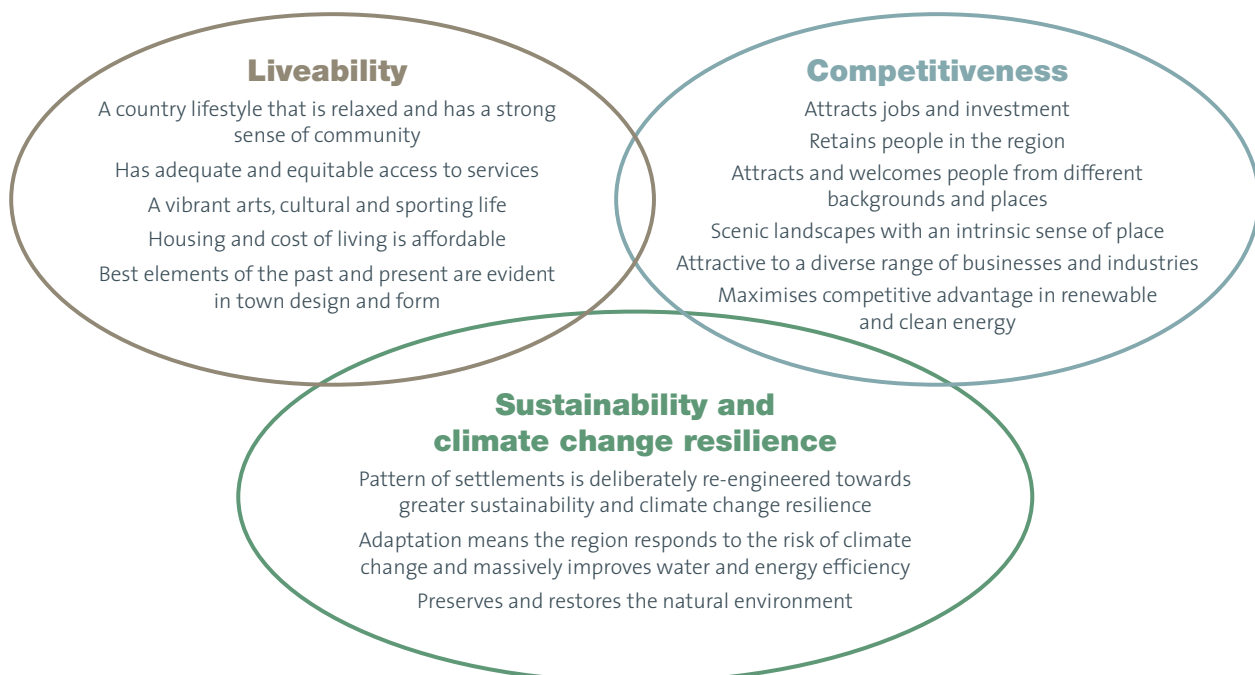 Liveability
A country lifestyle that is relaxed and has a strong
sense of community
Has adequate and equitable access to services
A vibrant arts, cultural and sporting life
Housing and cost of living is affordable
Best elements of the past and present are evident
in town design and form
Competitiveness
Attracts jobs and investment
Retains people in the region
Attracts and welcomes people from different
backgrounds and places
Scenic landscapes with an intrinsic sense of place
Attractive to a diverse range of businesses and industries
Maximises competitive advantage in renewable
and clean energy
Sustainability and
climate change resilience
Pattern of settlements is deliberately re-engineered towards
greater sustainability and climate change resilience
Adaptation means the region responds to the risk of climate
change and massively improves water and energy efficiency
Preserves and restores the natural environment